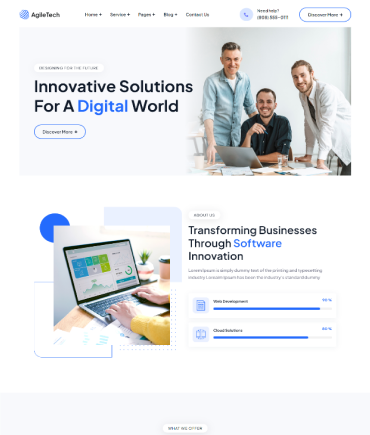 AgileTech
Home +
Service +
Pages +
Blog +
Contact Us
Need help?
(808) 555-0111
Discover More +
DESIGNING FOR THE FUTURE
Innovative Solutions
For A Digital World
Discover More +
ABOUT US
Transforming Businesses
Through Software
Innovation
Lorem Ipsum is simply dummy text of the printing and typesetting
industry Lorem Ipsum has been the industry's standard dummy
Web Development
90 %
Cloud Solutions
80 %
WHAT WE OFFER